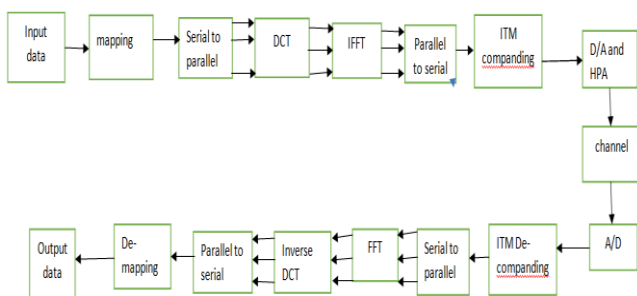 Input
data
mapping
Serial to
parallel
DCT
IFFT
Parallel
to serial
ITM
companding
D/A and
HPA
channel
A/D
ITM De-
companding
Serial to
parallel
FFT
Inverse
DCT
Parallel to
serial
De-
mapping
Output
data